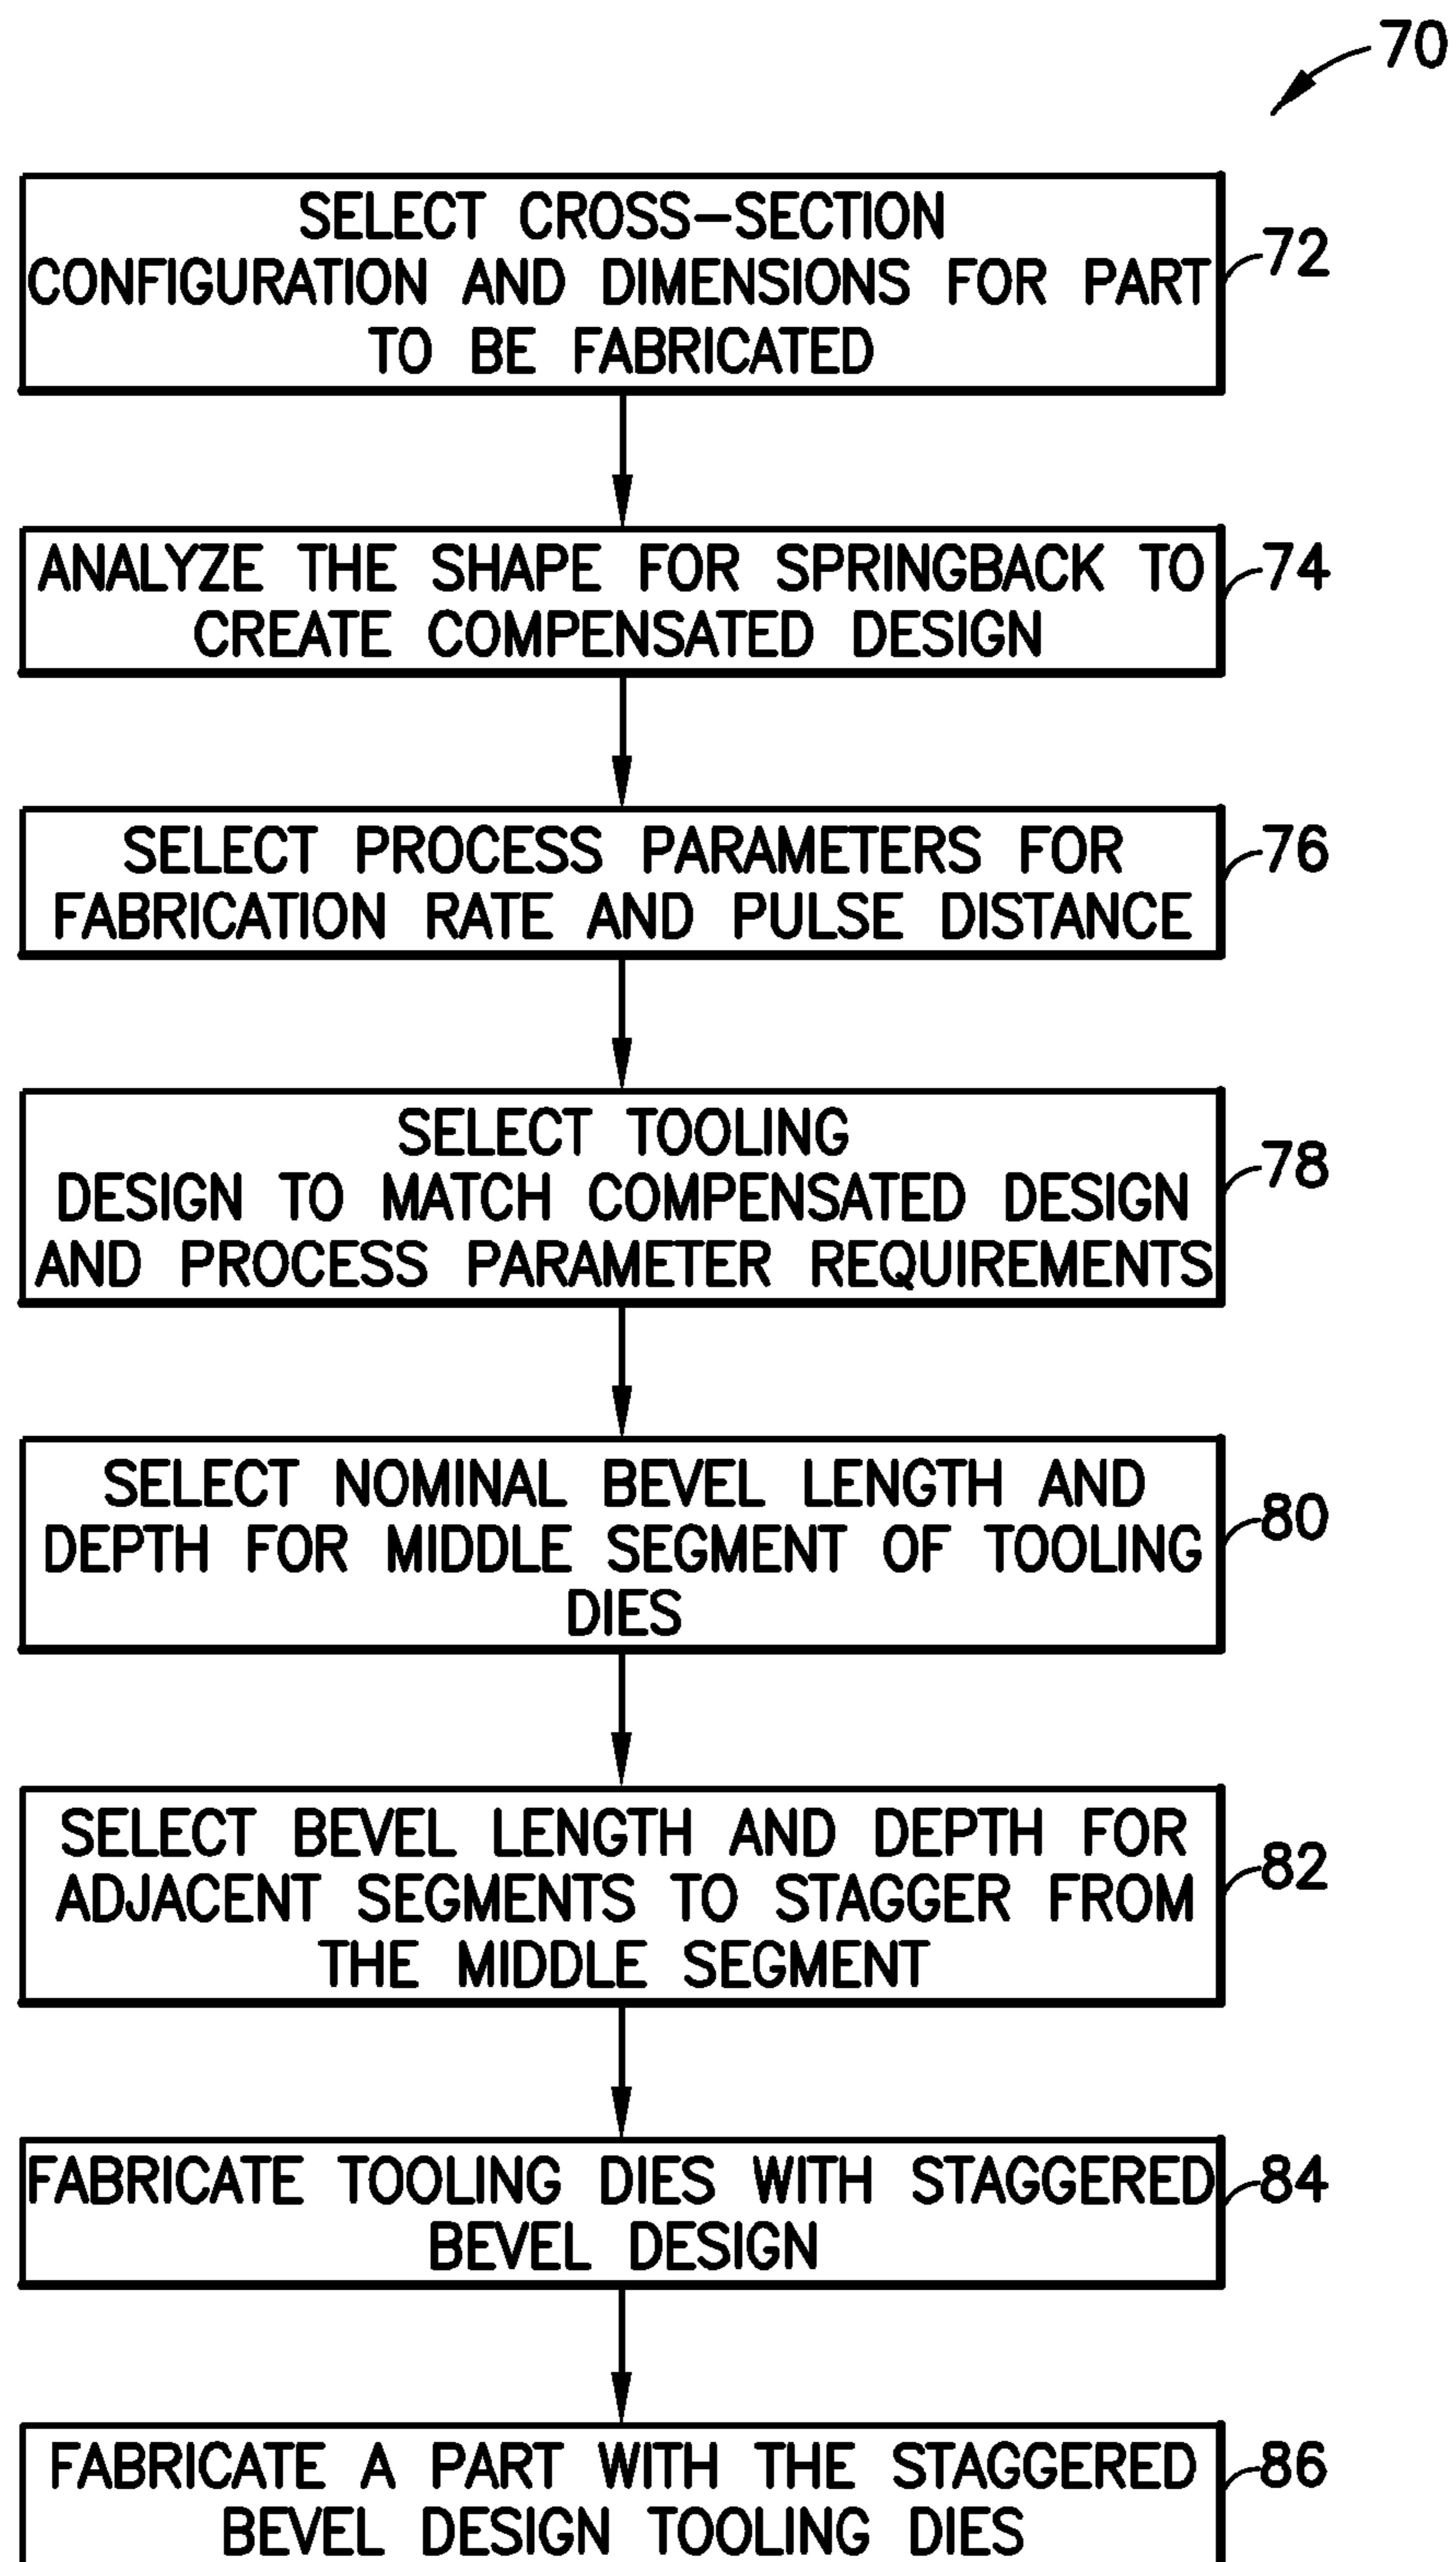 70
SELECT CROSS-SECTION
CONFIGURATION AND DIMENSIONS FOR PART
TO BE FABRICATED
72
ANALYZE THE SHAPE FOR SPRINGBACK TO
CREATE COMPENSATED DESIGN
74
SELECT PROCESS PARAMETERS FOR
FABRICATION RATE AND PULSE DISTANCE
76
SELECT TOOLING
DESIGN TO MATCH COMPENSATED DESIGN
AND PROCESS PARAMETER REQUIREMENTS
78
SELECT NOMINAL BEVEL LENGTH AND
DEPTH FOR MIDDLE SEGMENT OF TOOLING
DIES
80
SELECT BEVEL LENGTH AND DEPTH FOR
ADJACENT SEGMENTS TO STAGGER FROM
THE MIDDLE SEGMENT
82
FABRICATE TOOLING DIES WITH STAGGERED
BEVEL DESIGN
84
FABRICATE A PART WITH THE STAGGERED
BEVEL DESIGN TOOLING DIES
86